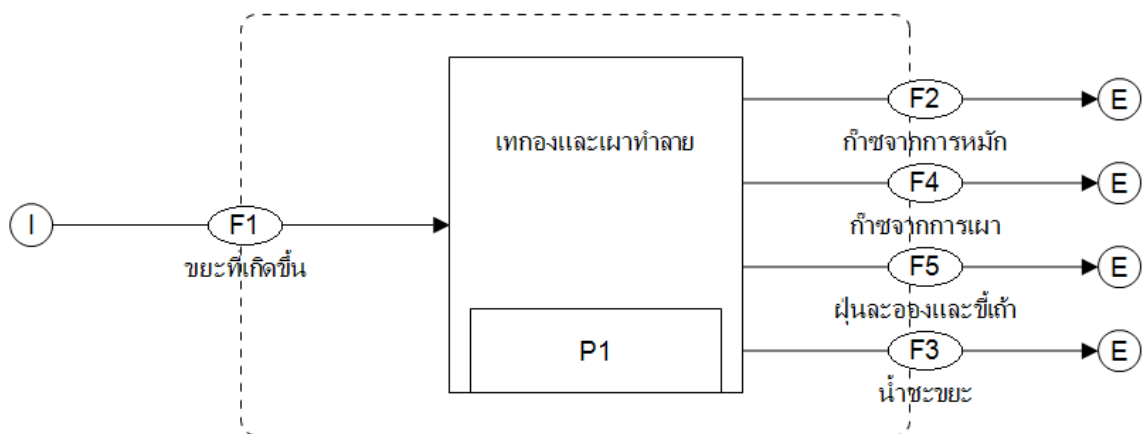 F2
E
เทกองและเผาทำลาย
ก๊าซจากการหมัก
F4
E
I
F1
ก๊าซจากการเผา
ขยะที่เกิดขึ้น
F5
E
ฝุ่นละอองและขี้เถ้า
P1
F3
E
น้ำชะขยะ